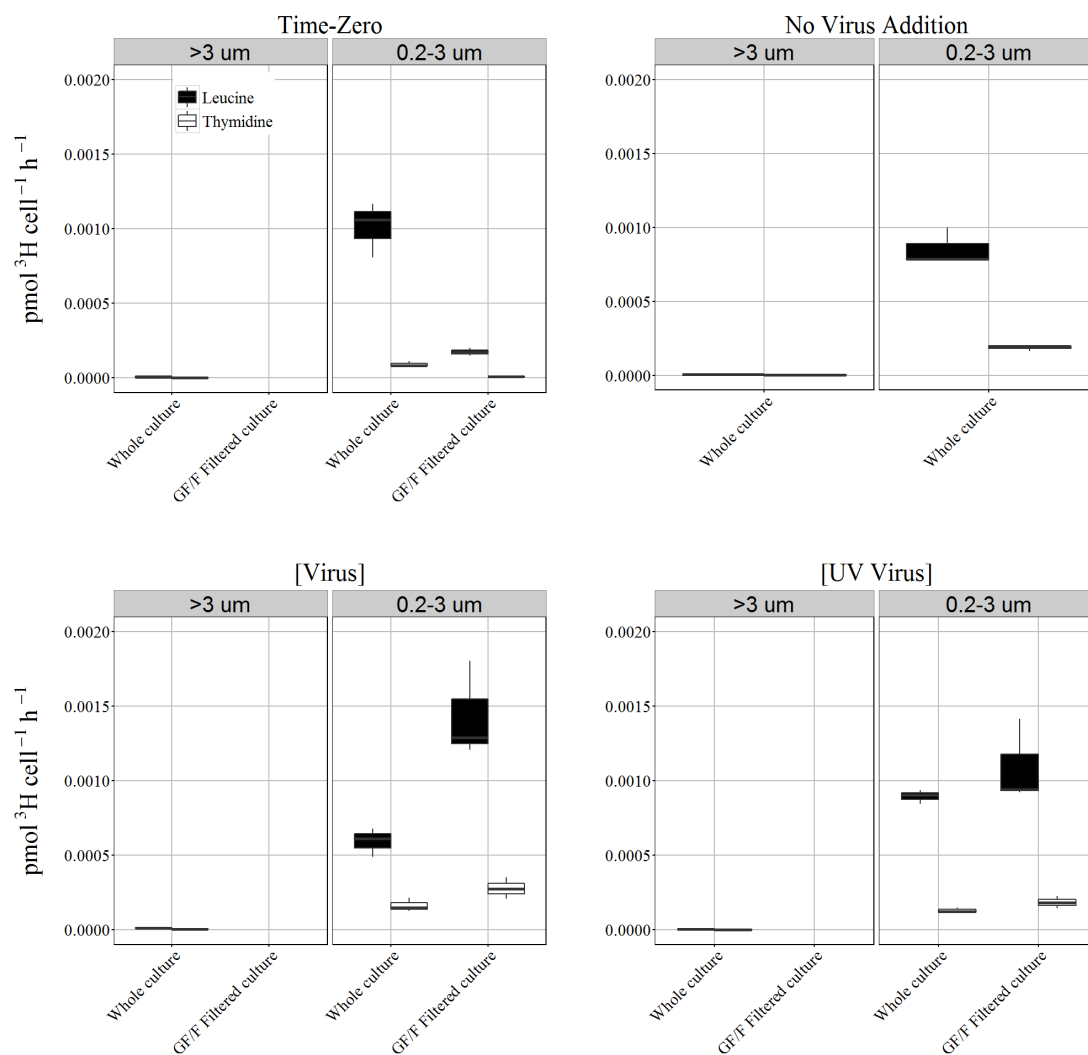 Time-Zero
>3 um
0.2-3 um
Leucine
Thymidine
0.0020
0.0015
0.0010
0.0005
0.0000
pmol ³H cell⁻¹ h⁻¹
Whole culture
GF/F Filtered culture
Whole culture
GF/F Filtered culture
No Virus Addition
>3 um
0.2-3 um
0.0020
0.0015
0.0010
0.0005
0.0000
Whole culture
Whole culture
[Virus]
>3 um
0.2-3 um
0.0020
0.0015
0.0010
0.0005
0.0000
pmol ³H cell⁻¹ h⁻¹
Whole culture
GF/F Filtered culture
Whole culture
GF/F Filtered culture
[UV Virus]
>3 um
0.2-3 um
0.0020
0.0015
0.0010
0.0005
0.0000
Whole culture
GF/F Filtered culture
Whole culture
GF/F Filtered culture